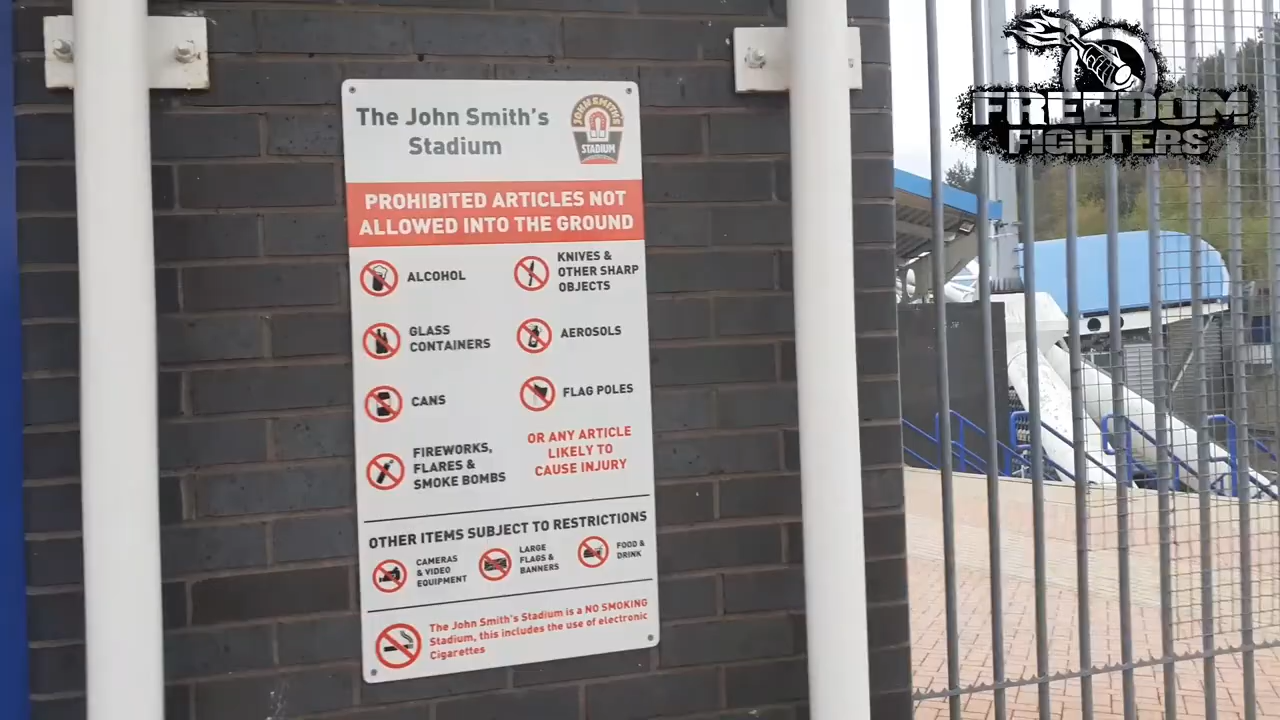 The John Smith's
Stadium
JOHN SMITH'S
STADIUM
PROHIBITED ARTICLES NOT
ALLOWED INTO THE GROUND
ALCOHOL
KNIVES &
OTHER SHARP
OBJECTS
GLASS
CONTAINERS
AEROSOLS
CANS
FLAG POLES
FIREWORKS,
FLARES &
SMOKE BOMBS
OR ANY ARTICLE
LIKELY TO
CAUSE INJURY
OTHER ITEMS SUBJECT TO RESTRICTIONS
CAMERAS
& VIDEO
EQUIPMENT
LARGE
FLAGS &
BANNERS
FOOD &
DRINK
The John Smith's Stadium is a NO SMOKING
Stadium, this includes the use of electronic
Cigarettes
FREEDOM
FIGHTERS